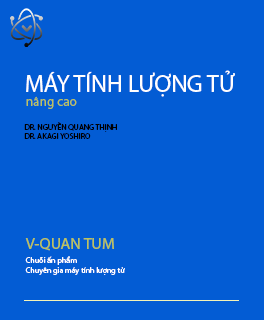 MÁY TÍNH LƯỢNG TỬ
nâng cao
DR. NGUYỄN QUANG THỊNH
DR. AKAGI YOSHIRO
V-QUAN TUM
Chuỗi ấn phẩm
Chuyên gia máy tính lượng tử